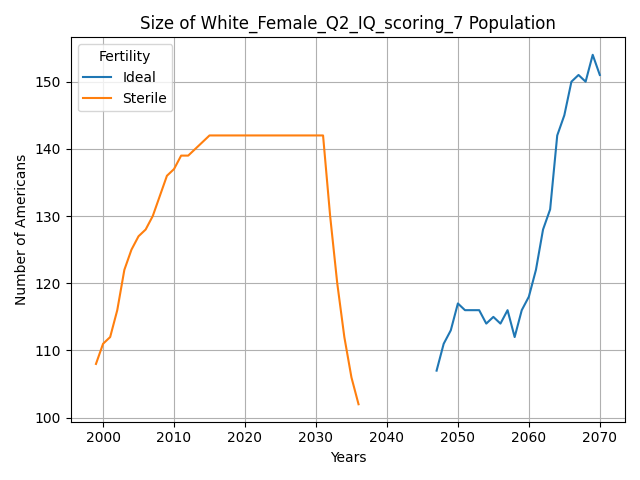 Size of White_Female_Q2_IQ_scoring_7 Population
Fertility
Ideal
Sterile
Number of Americans
150
140
130
120
110
100
2000
2010
2020
2030
2040
2050
2060
2070
Years